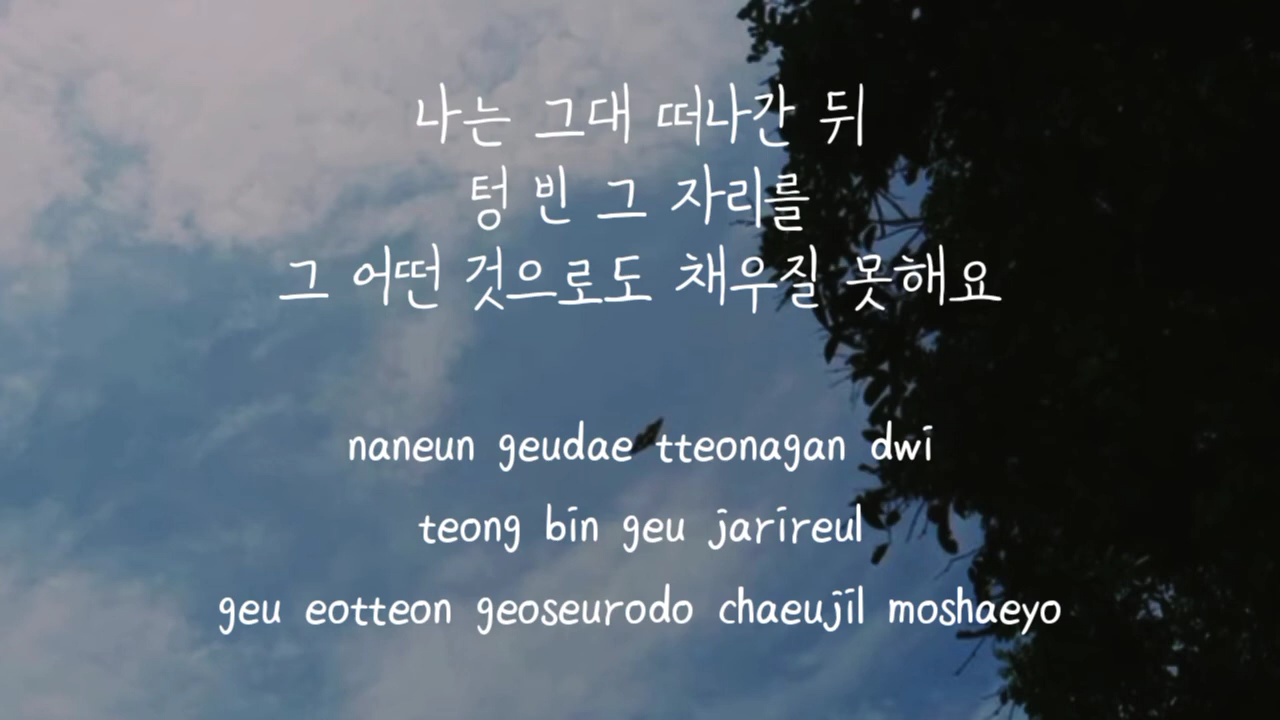 나는 그대 떠나간 뒤
텅 빈 그 자리를
그 어떤 것으로도 채우질 못해요
naneun geudae tteonagan dwi
teong bin geu jarireul
geu eotteon geoseurodo chaeujil moshaeyo